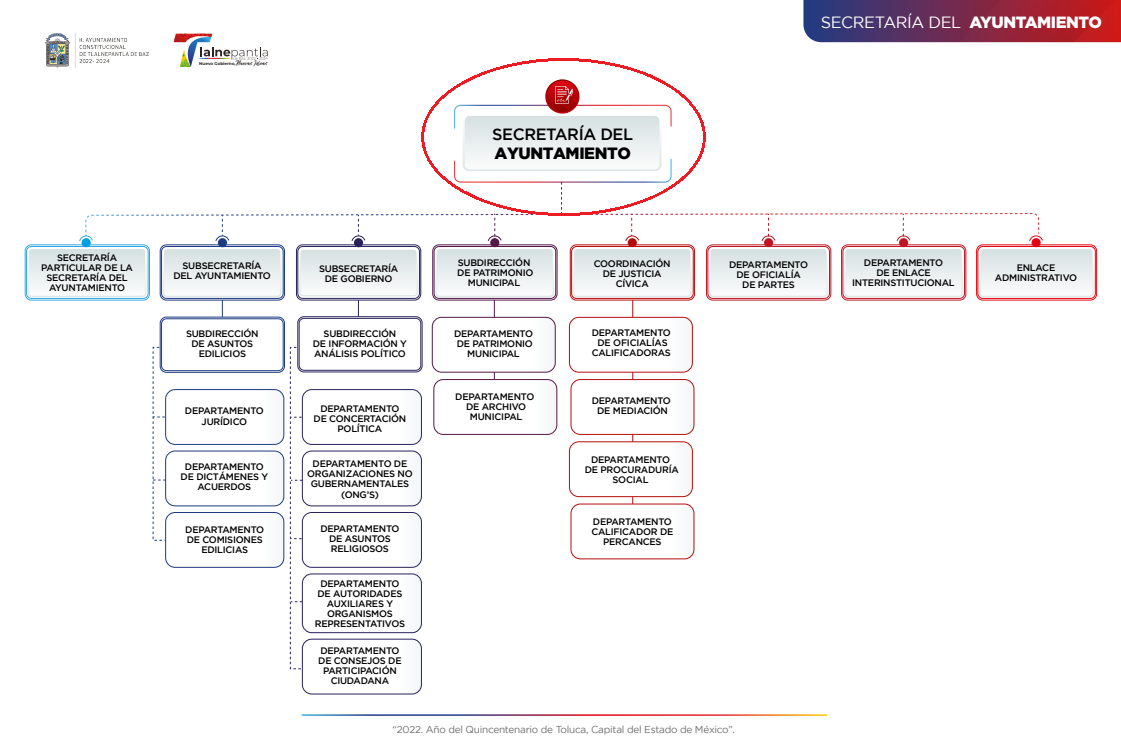 SECRETARÍA DEL AYUNTAMIENTO
H. AYUNTAMIENTO
CONSTITUCIONAL
DE TLALNEPANTLA DE BAZ
2022- 2024
Tlalnepantla
Nuevo Gobierno,
SECRETARÍA DEL
AYUNTAMIENTO
SECRETARÍA
PARTICULAR DE LA
SECRETARÍA DEL
AYUNTAMIENTO
SUBSECRETARÍA
DEL AYUNTAMIENTO
SUBSECRETARÍA
DE GOBIERNO
SUBDIRECCIÓN
DE PATRIMONIO
MUNICIPAL
COORDINACIÓN
DE JUSTICIA
CÍVICA
DEPARTAMENTO
DE OFICIALÍA
DE PARTES
DEPARTAMENTO
DE ENLACE
INTERINSTITUCIONAL
ENLACE
ADMINISTRATIVO
SUBDIRECCIÓN
DE ASUNTOS
EDILICIOS
SUBDIRECCIÓN
DE INFORMACIÓN Y
ANÁLISIS POLÍTICO
DEPARTAMENTO
DE PATRIMONIO
MUNICIPAL
DEPARTAMENTO
DE OFICIALÍAS
CALIFICADORAS
DEPARTAMENTO
JURÍDICO
DEPARTAMENTO
DE CONCERTACIÓN
POLÍTICA
DEPARTAMENTO
DE ARCHIVO
MUNICIPAL
DEPARTAMENTO
DE MEDIACIÓN
DEPARTAMENTO
DE DICTÁMENES Y
ACUERDOS
DEPARTAMENTO DE
ORGANIZACIONES NO
GUBERNAMENTALES
(ONG'S)
DEPARTAMENTO
DE PROCURADURÍA
SOCIAL
DEPARTAMENTO
DE COMISIONES
EDILICIAS
DEPARTAMENTO
DE ASUNTOS
RELIGIOSOS
DEPARTAMENTO
CALIFICADOR DE
PERCANCES
DEPARTAMENTO
DE AUTORIDADES
AUXILIARES Y
ORGANISMOS
REPRESENTATIVOS
DEPARTAMENTO
DE CONSEJOS DE
PARTICIPACIÓN
CIUDADANA
“2022. Año del Quincentenario de Toluca, Capital del Estado de México”.